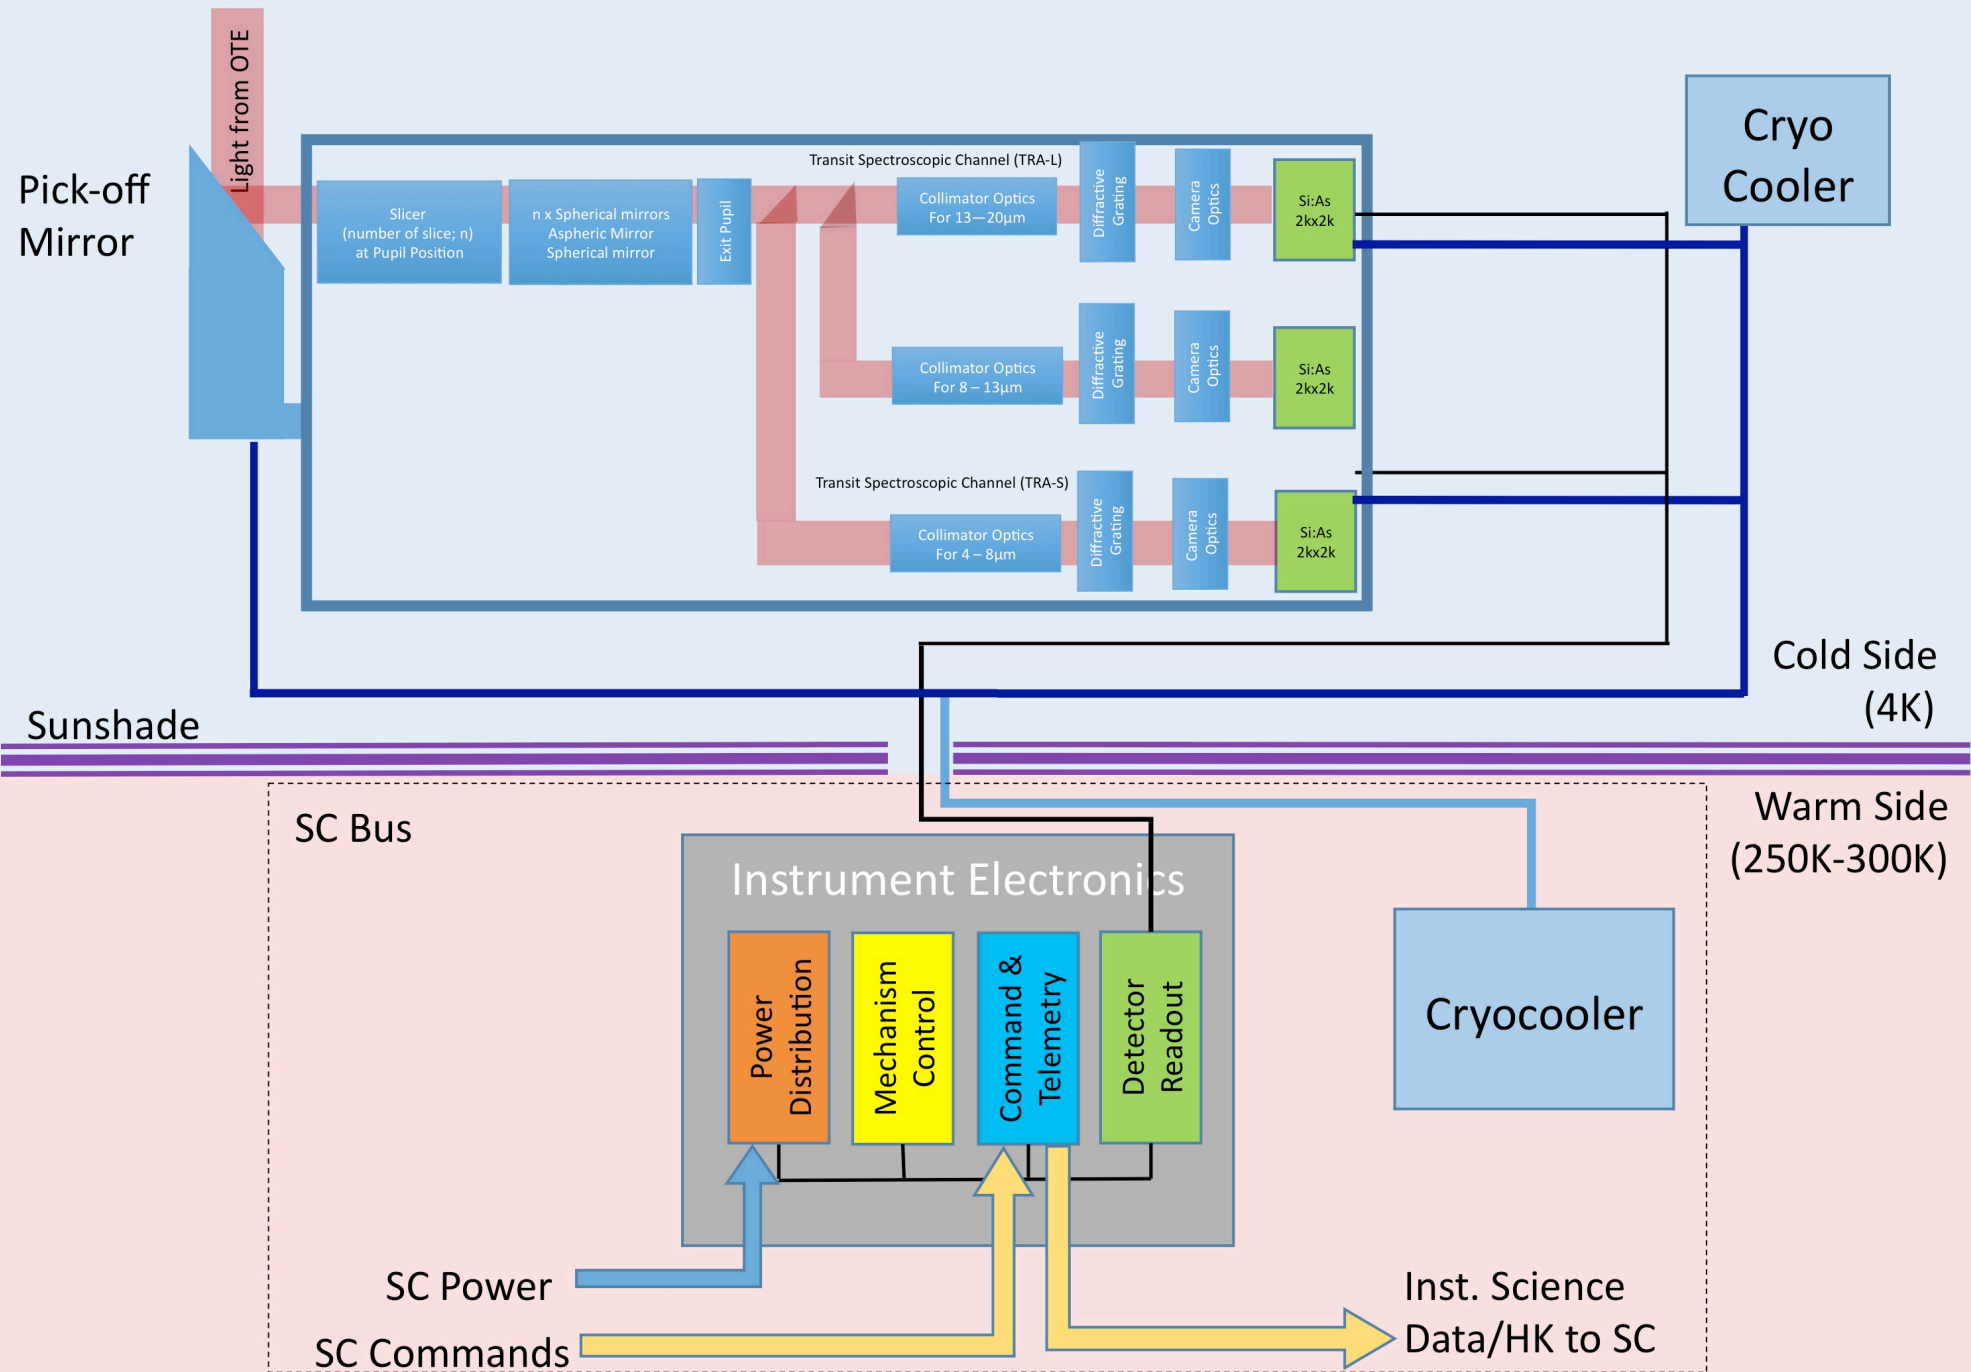 Light from OTE
Pick-off
Mirror
Slicer
(number of slice; n)
at Pupil Position
n x Spherical mirrors
Aspheric Mirror
Spherical mirror
Exit Pupil
Transit Spectroscopic Channel (TRA-L)
Collimator Optics
For 13—20μm
Diffractive
Grating
Camera
Optics
Si:As
2kx2k
Cryo
Cooler
Collimator Optics
For 8 – 13μm
Diffractive
Grating
Camera
Optics
Si:As
2kx2k
Transit Spectroscopic Channel (TRA-S)
Collimator Optics
For 4 – 8μm
Diffractive
Grating
Camera
Optics
Si:As
2kx2k
Cold Side
(4K)
Sunshade
Warm Side
(250K-300K)
SC Bus
Instrument Electronics
Power
Distribution
Mechanism
Control
Command &
Telemetry
Detector
Readout
Cryocooler
SC Power
SC Commands
Inst. Science
Data/HK to SC